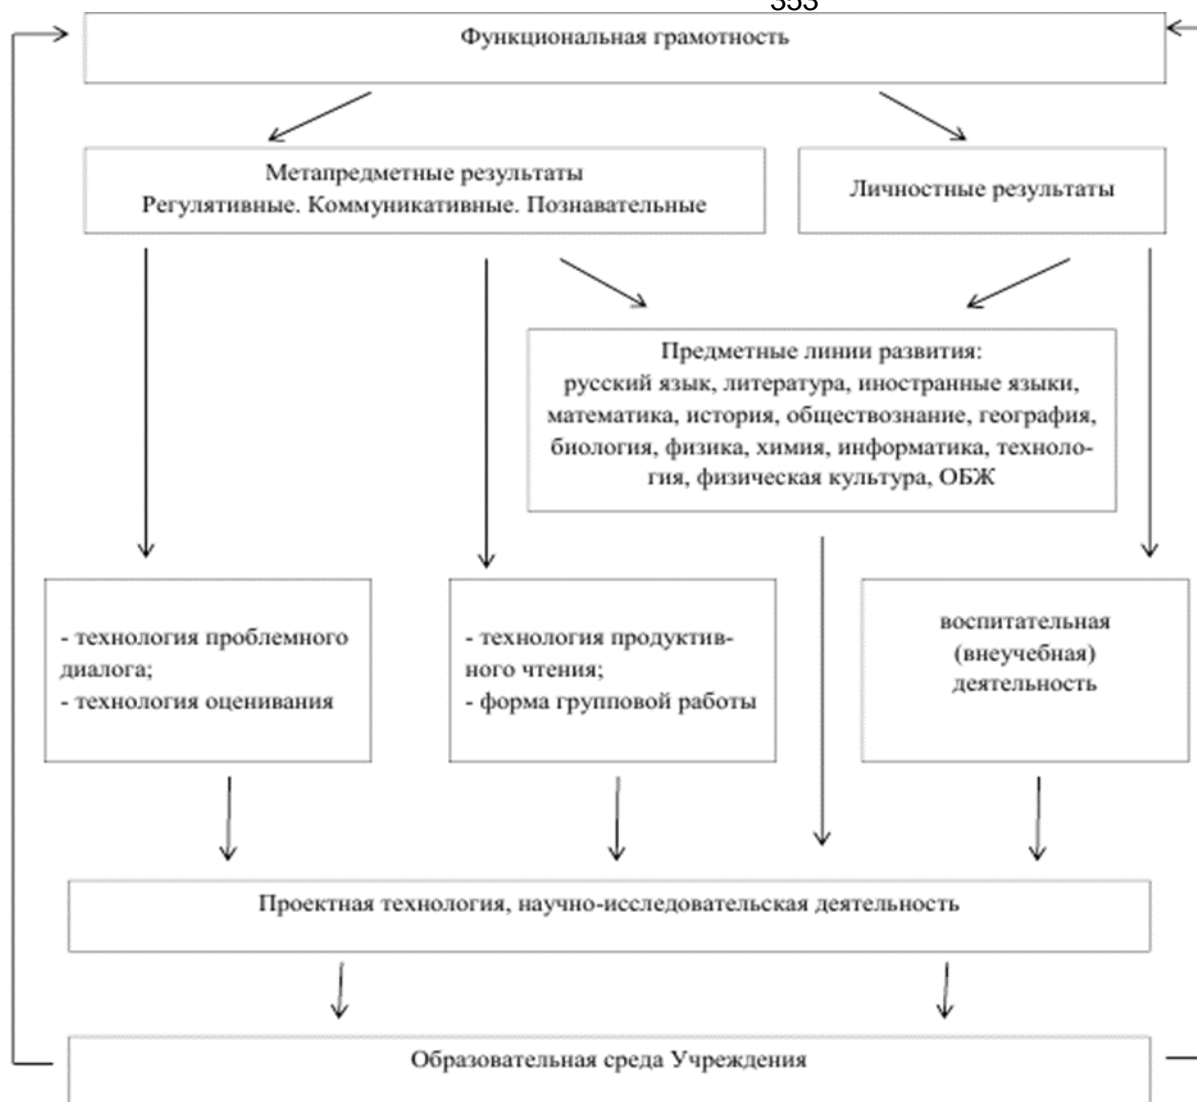 353
Функциональная грамотность
Метапредметные результаты
Регулятивные. Коммуникативные. Познавательные
Личностные результаты
Предметные линии развития:
русский язык, литература, иностранные языки,
математика, история, обществознание, география,
биология, физика, химия, информатика, техноло-
гия, физическая культура, ОБЖ
- технология проблемного
диалога;
- технология оценивания
- технология продуктив-
ного чтения;
- форма групповой работы
воспитательная
(внеучебная)
деятельность
Проектная технология, научно-исследовательская деятельность
Образовательная среда Учреждения